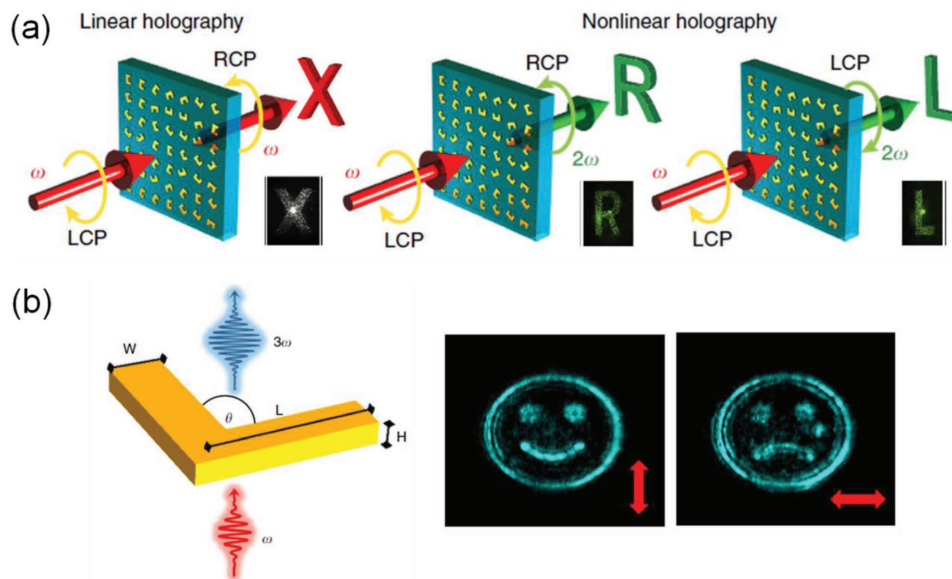 (a)
Linear holography
Nonlinear holography
RCP
X
ω
ω
LCP
X
RCP
R
2ω
ω
LCP
R
LCP
L
2ω
ω
LCP
L
(b)
W
3ω
θ
L
H
ω